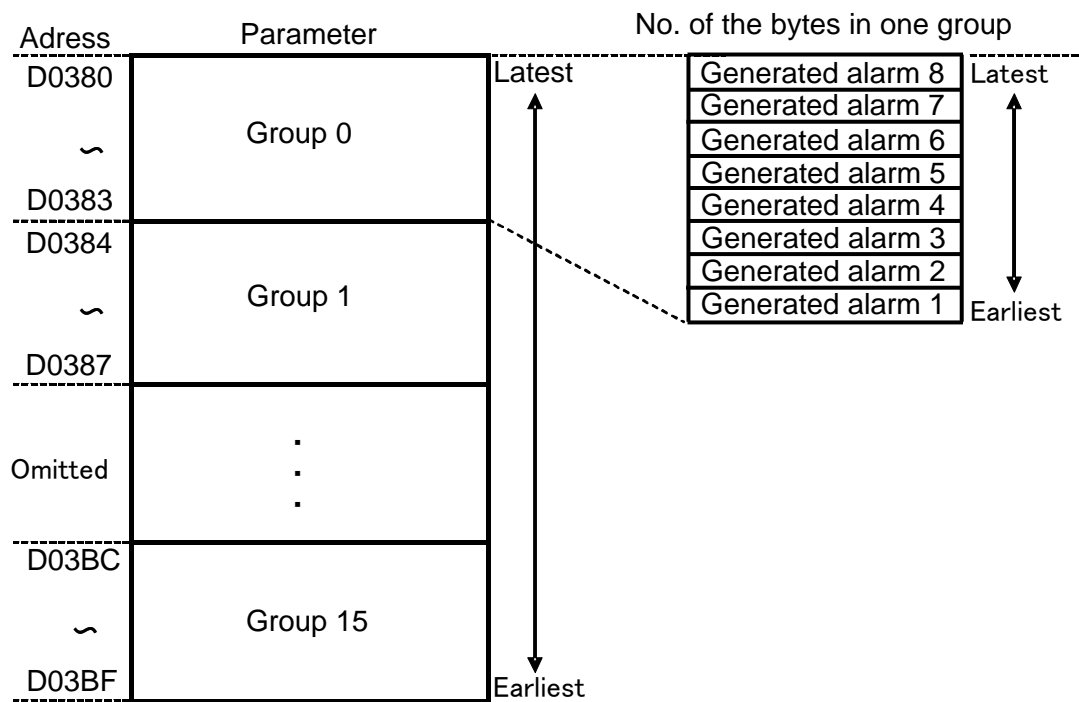 Adress
Parameter
No. of the bytes in one group
D0380
∽
D0383
Group 0
Latest
D0384
∽
D0387
Group 1
Omitted
.
.
.
D03BC
∽
D03BF
Group 15
Earliest
Generated alarm 8
Latest
Generated alarm 7
Generated alarm 6
Generated alarm 5
Generated alarm 4
Generated alarm 3
Generated alarm 2
Generated alarm 1
Earliest